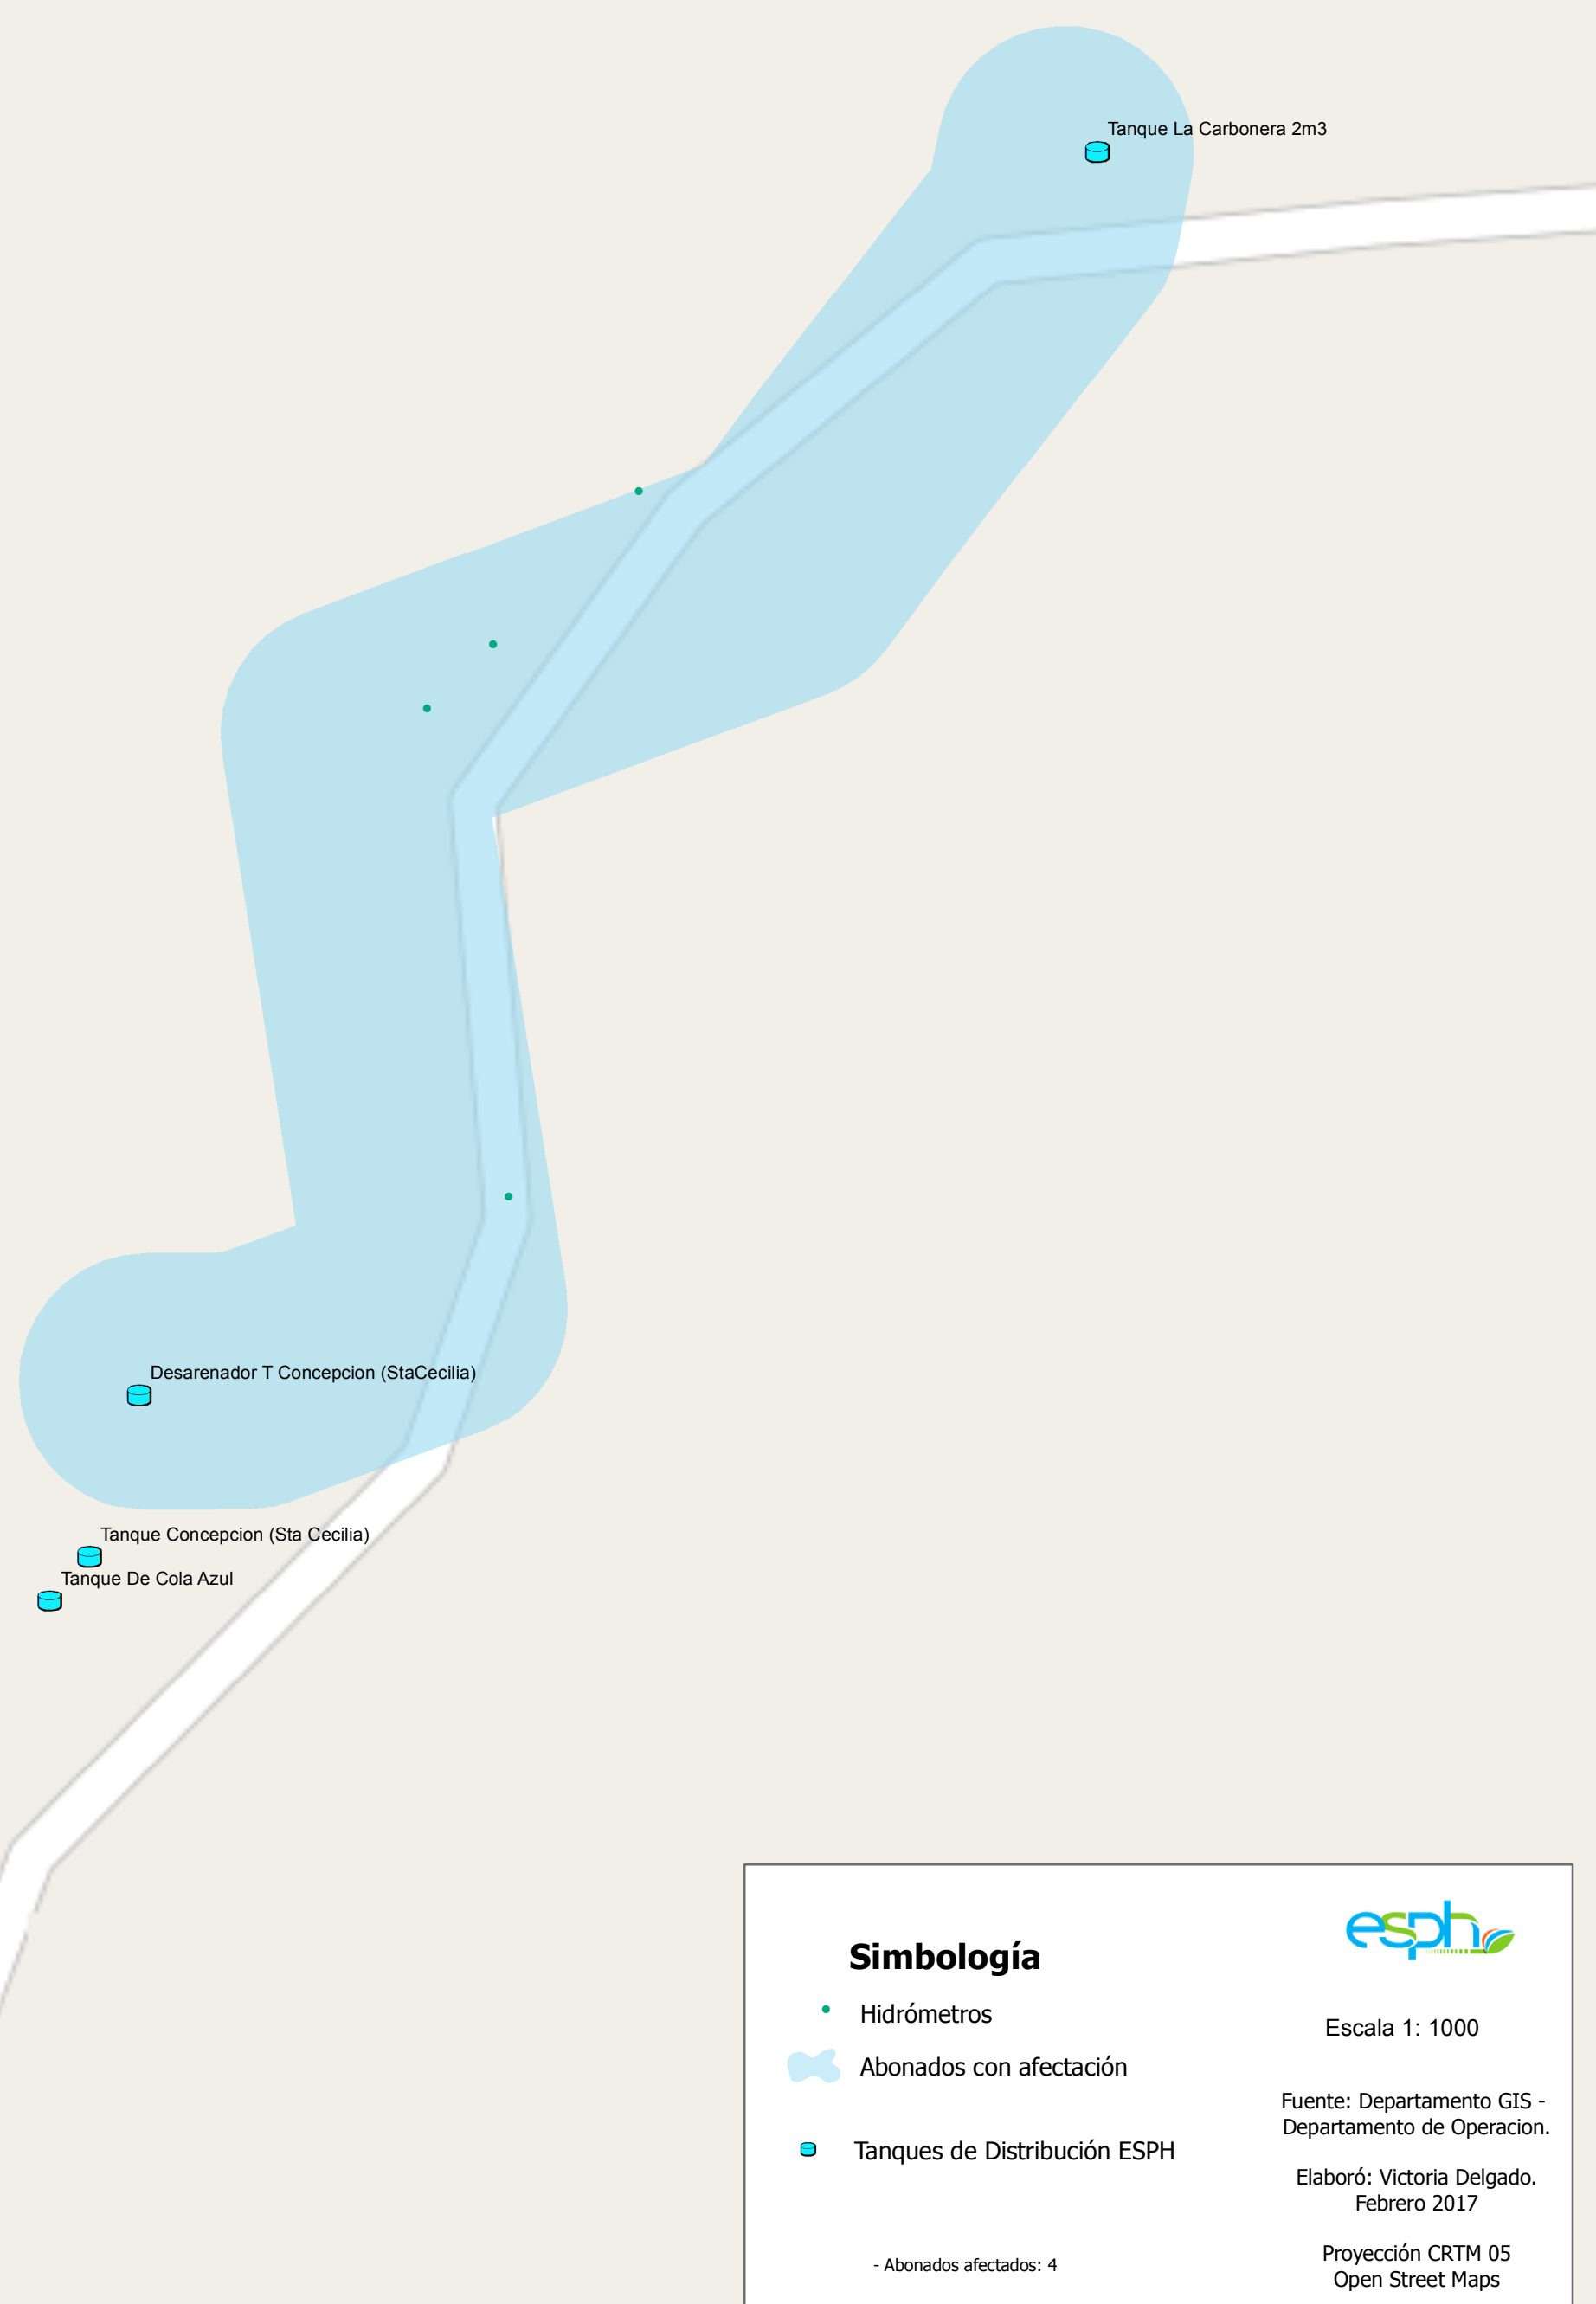 Tanque La Carbonera 2m3
Desarenador T Concepcion (StaCecilia)
Tanque Concepcion (Sta Cecilia)
Tanque De Cola Azul
esph
Simbología
Hidrómetros
Escala 1: 1000
Abonados con afectación
Fuente: Departamento GIS -
Departamento de Operacion.
Tanques de Distribución ESPH
Elaboró: Victoria Delgado.
Febrero 2017
- Abonados afectados: 4
Proyección CRTM 05
Open Street Maps